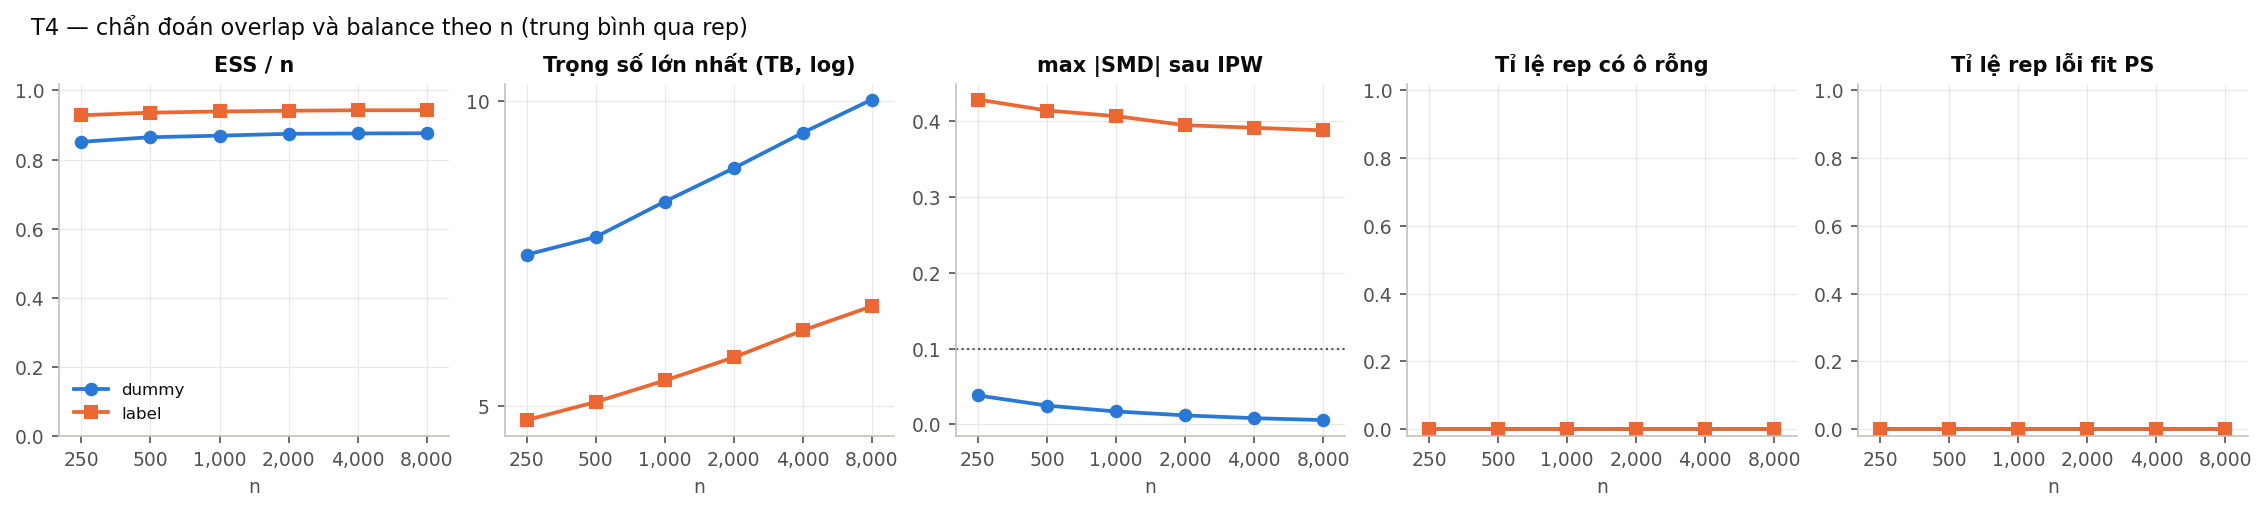 T4 — chẩn đoán overlap và balance theo n (trung bình qua rep)
ESS / n
1.0
0.8
0.6
0.4
0.2
0.0
dummy
label
250 500 1,000 2,000 4,000 8,000
n
Trọng số lớn nhất (TB, log)
10
5
250 500 1,000 2,000 4,000 8,000
n
max |SMD| sau IPW
0.4
0.3
0.2
0.1
0.0
250 500 1,000 2,000 4,000 8,000
n
Tỉ lệ rep có ô rỗng
1.0
0.8
0.6
0.4
0.2
0.0
250 500 1,000 2,000 4,000 8,000
n
Tỉ lệ rep lỗi fit PS
1.0
0.8
0.6
0.4
0.2
0.0
250 500 1,000 2,000 4,000 8,000
n